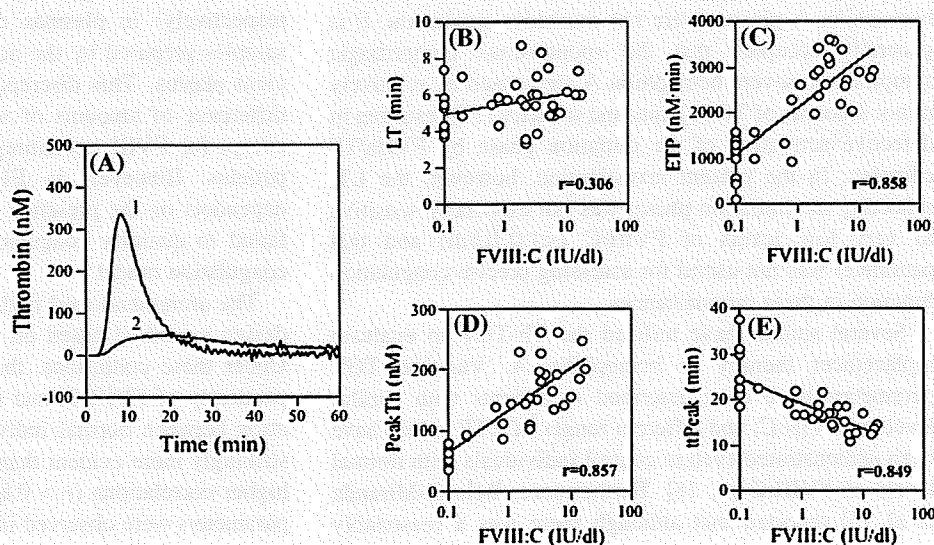 (A)
Thrombin (nM)
500
400
300
200
100
0
1
2
0 10 20 30 40 50 60
Time (min)
(B)
LT (min)
10
8
6
4
2
0
r=0.306
0.1 1 10 100
FVIII:C (IU/dl)
(C)
ETP (nM·min)
4000
3000
2000
1000
0
r=0.858
0.1 1 10 100
FVIII:C (IU/dl)
(D)
PeakTh (nM)
300
200
100
0
r=0.857
0.1 1 10 100
FVIII:C (IU/dl)
(E)
ttPeak (min)
40
30
20
10
0
r=0.849
0.1 1 10 100
FVIII:C (IU/dl)